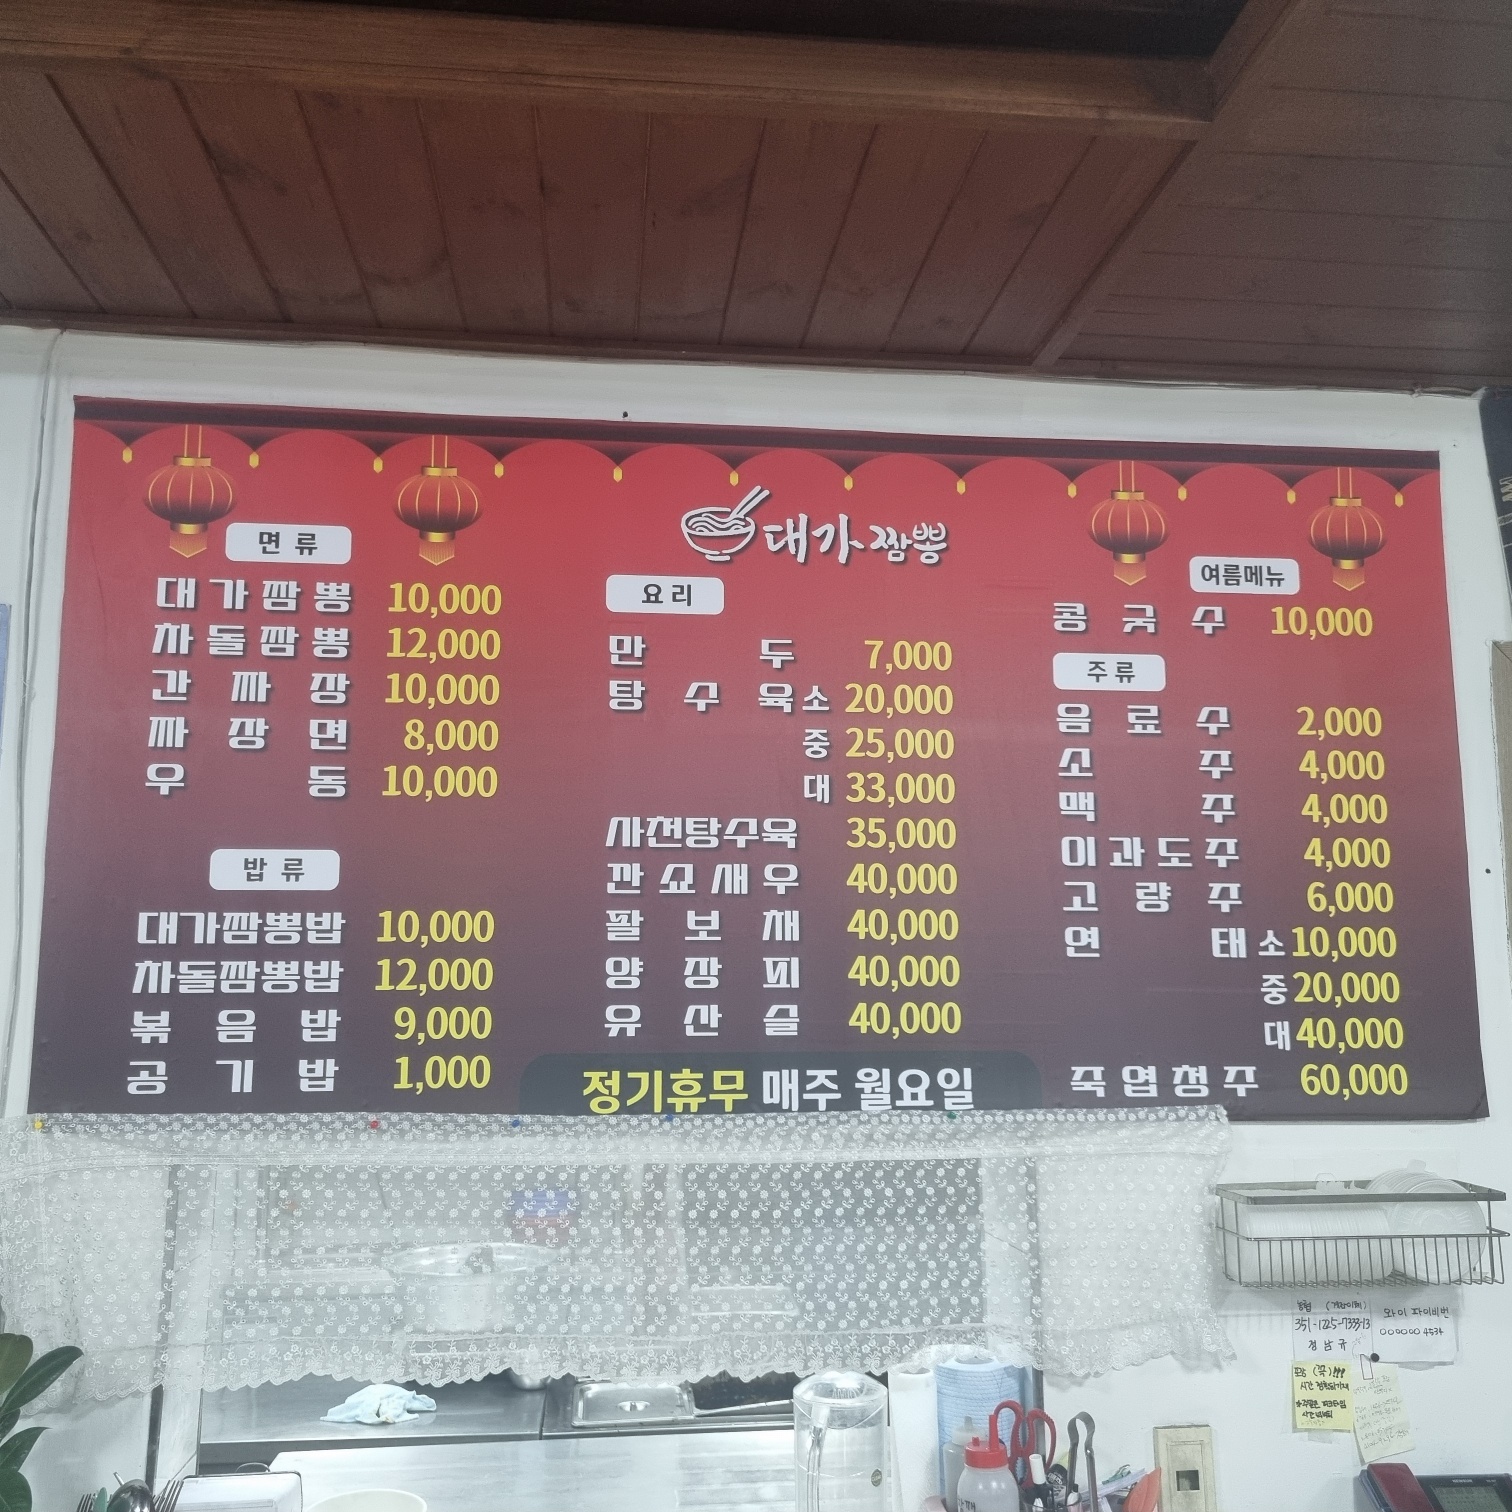 대가짬뽕
면류
대가짬뽕 10,000
차돌짬뽕 12,000
간짜장 10,000
짜장면 8,000
우동 10,000
밥류
대가짬뽕밥 10,000
차돌짬뽕밥 12,000
볶음밥 9,000
공기밥 1,000
요리
만두 7,000
탕수육 소 20,000
중 25,000
대 33,000
사천탕수육 35,000
깐쇼새우 40,000
팔보채 40,000
양장피 40,000
유산슬 40,000
정기휴무 매주 월요일
여름메뉴
콩국수 10,000
주류
음료수 2,000
소주 4,000
맥주 4,000
이과도주 4,000
고량주 6,000
연태 소 10,000
중 20,000
대 40,000
죽엽청주 60,000
와이파이비번